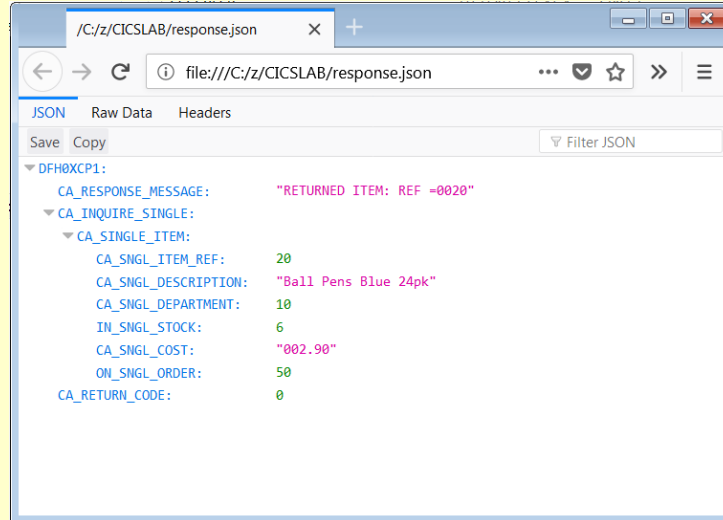 /C:/z/CICSLAB/response.json
file:///C:/z/CICSLAB/response.json
JSON Raw Data Headers
Save Copy Filter JSON
DFH0XCP1:
CA_RESPONSE_MESSAGE: "RETURNED ITEM: REF =0020"
CA_INQUIRE_SINGLE:
CA_SINGLE_ITEM:
CA_SNGL_ITEM_REF: 20
CA_SNGL_DESCRIPTION: "Ball Pens Blue 24pk"
CA_SNGL_DEPARTMENT: 10
IN_SNGL_STOCK: 6
CA_SNGL_COST: "002.90"
ON_SNGL_ORDER: 50
CA_RETURN_CODE: 0